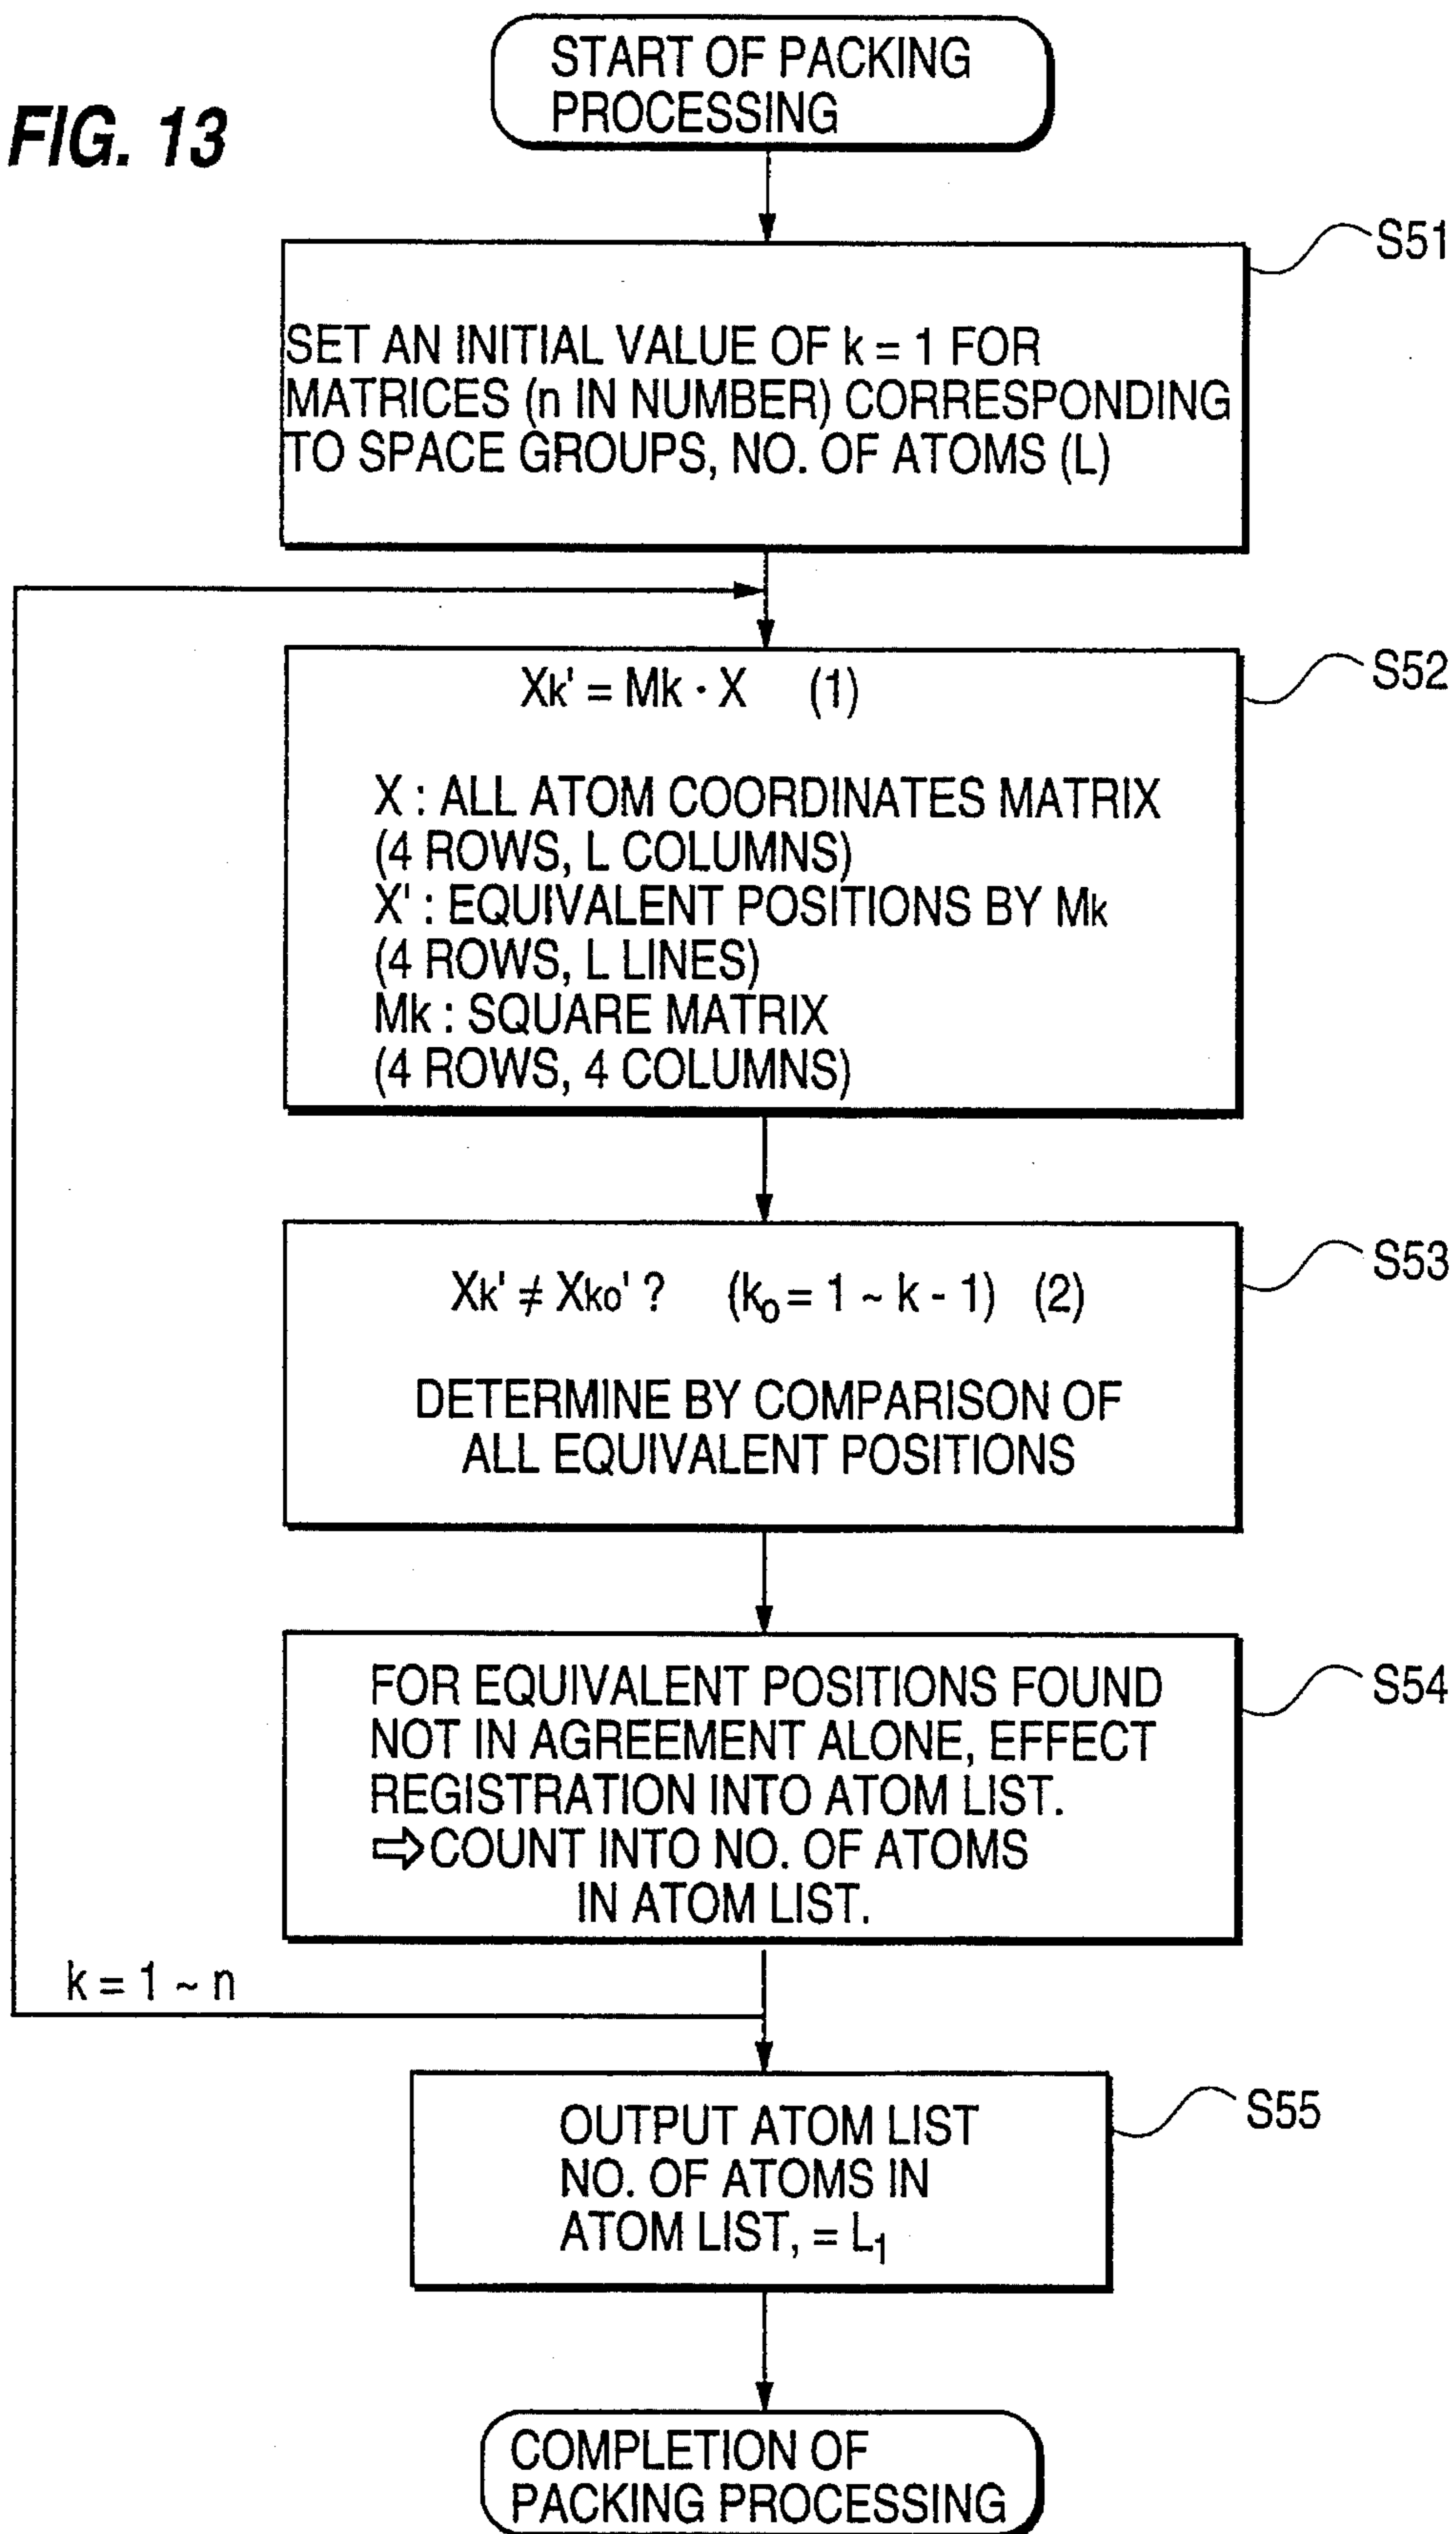 START OF PACKING
PROCESSING
FIG. 13
S51
SET AN INITIAL VALUE OF k = 1 FOR
MATRICES (n IN NUMBER) CORRESPONDING
TO SPACE GROUPS, NO. OF ATOMS (L)
S52
Xk' = Mk · X (1)
X : ALL ATOM COORDINATES MATRIX
(4 ROWS, L COLUMNS)
X' : EQUIVALENT POSITIONS BY Mk
(4 ROWS, L LINES)
Mk : SQUARE MATRIX
(4 ROWS, 4 COLUMNS)
S53
Xk' ≠ Xko' ? (k₀ = 1 ~ k - 1) (2)
DETERMINE BY COMPARISON OF
ALL EQUIVALENT POSITIONS
S54
FOR EQUIVALENT POSITIONS FOUND
NOT IN AGREEMENT ALONE, EFFECT
REGISTRATION INTO ATOM LIST.
⇨COUNT INTO NO. OF ATOMS
IN ATOM LIST.
k = 1 ~ n
S55
OUTPUT ATOM LIST
NO. OF ATOMS IN
ATOM LIST, = L₁
COMPLETION OF
PACKING PROCESSING